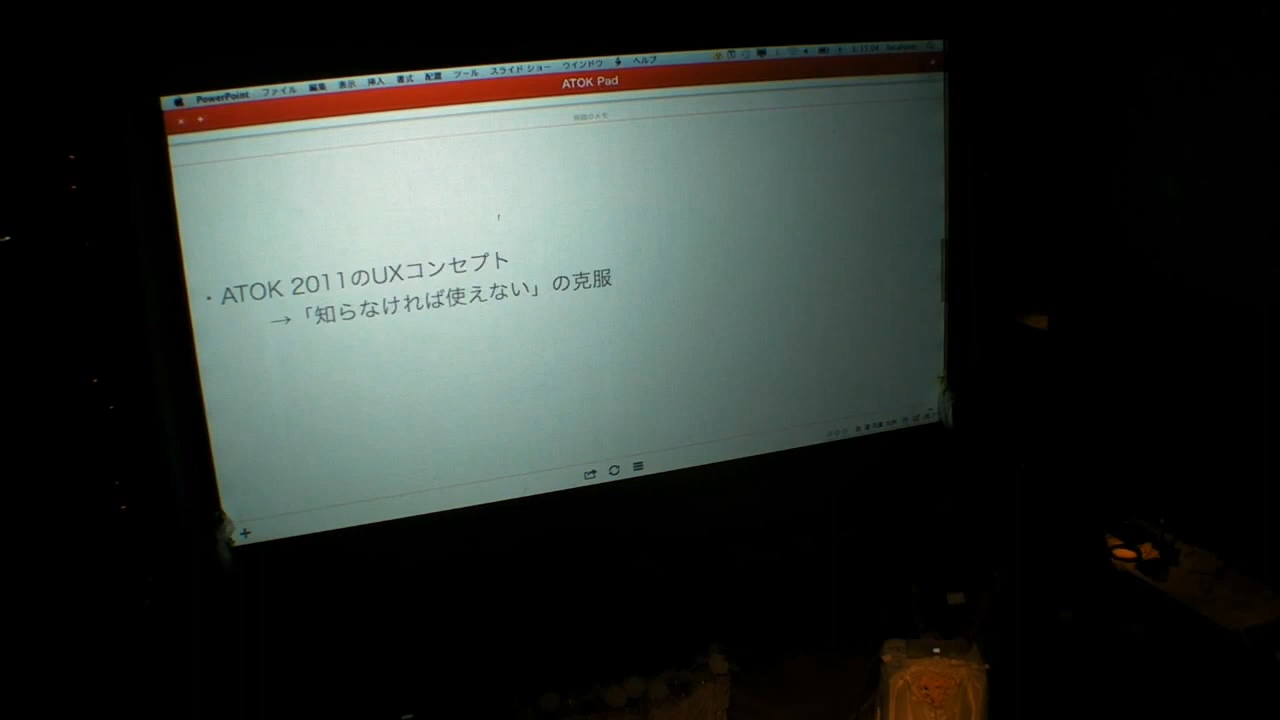 PowerPoint ファイル 編集 表示 挿入 書式 配置 ツール スライド ショー ウインドウ ヘルプ
ATOK Pad
・ATOK 2011のUXコンセプト
→「知らなければ使えない」の克服